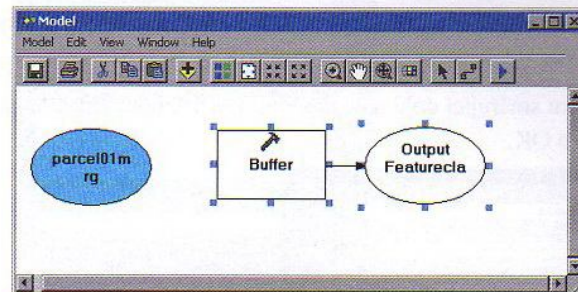 Model
Model Edit View Window Help
parcel01m
rg
Buffer
Output
Featurecla